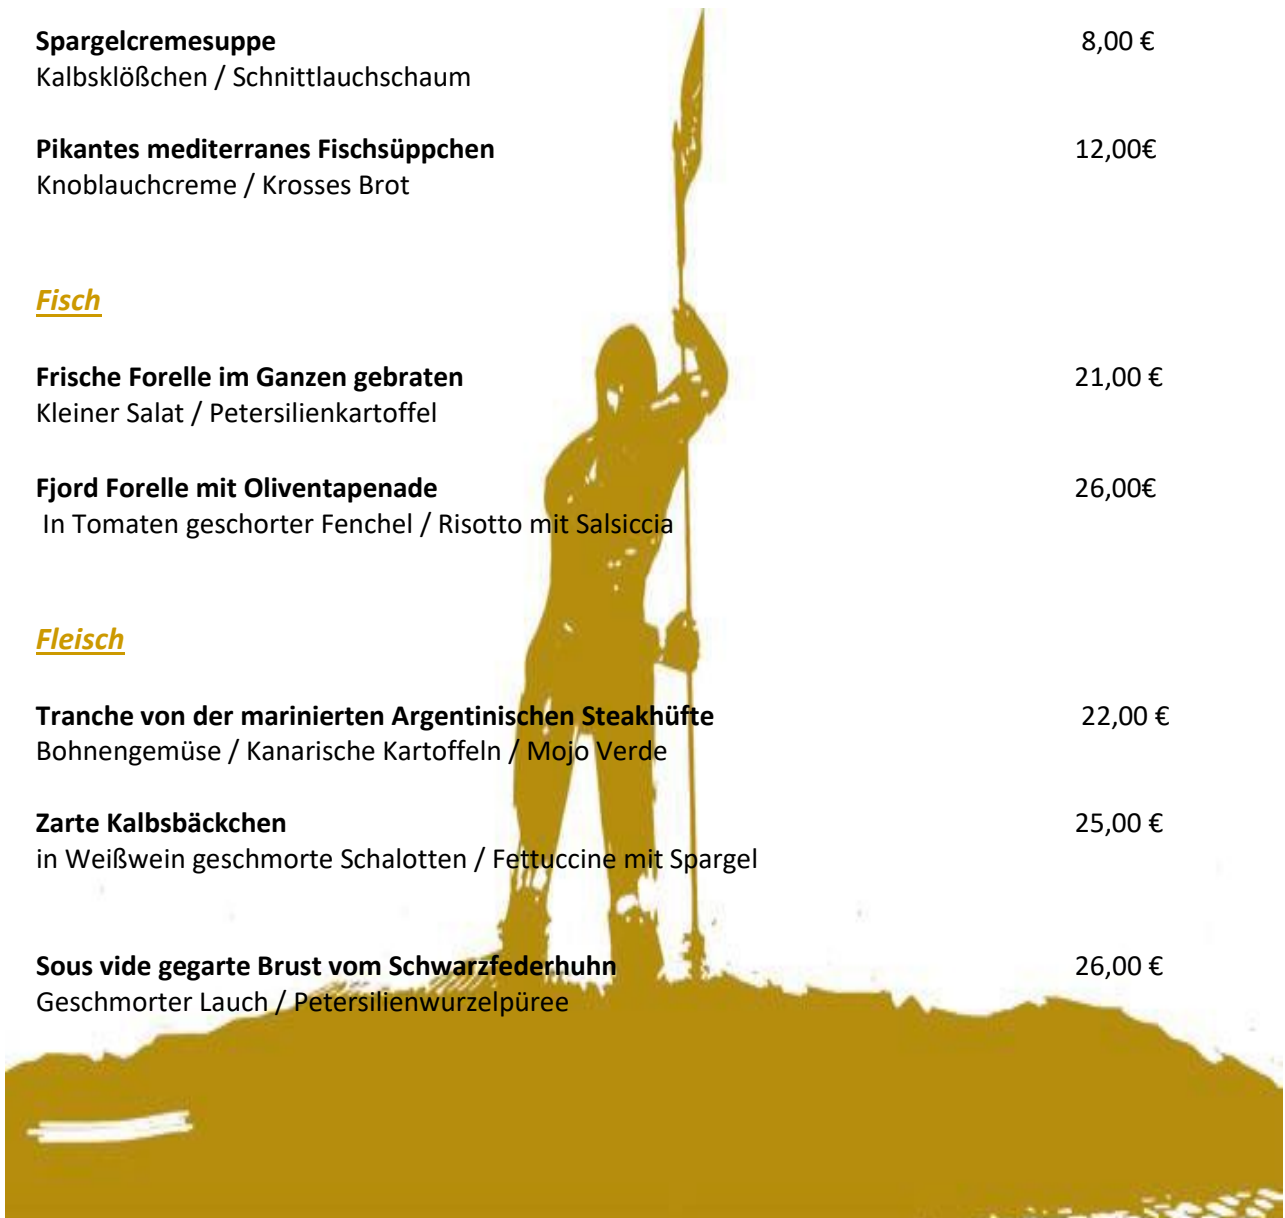 Spargelcremesuppe 8,00 €
Kalbsklößchen / Schnittlauchschaum
Pikantes mediterranes Fischsüppchen 12,00€
Knoblauchcreme / Krosses Brot
Fisch
Frische Forelle im Ganzen gebraten 21,00 €
Kleiner Salat / Petersilienkartoffel
Fjord Forelle mit Oliventapenade 26,00€
In Tomaten geschorter Fenchel / Risotto mit Salsiccia
Fleisch
Tranche von der marinierten Argentinischen Steakhüfte 22,00 €
Bohnengemüse / Kanarische Kartoffeln / Mojo Verde
Zarte Kalbsbäckchen 25,00 €
in Weißwein geschmorte Schalotten / Fettuccine mit Spargel
Sous vide gegarte Brust vom Schwarzfederhuhn 26,00 €
Geschmorter Lauch / Petersilienwurzelpüree